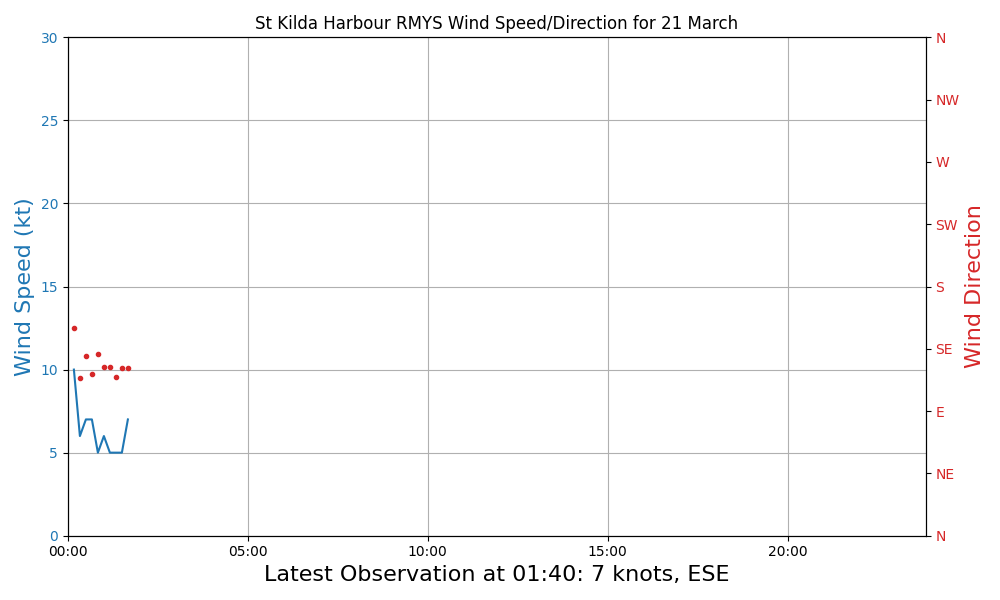 St Kilda Harbour RMYS Wind Speed/Direction for 21 March
30
25
20
15
10
5
0
Wind Speed (kt)
N
NW
W
SW
S
SE
E
NE
N
Wind Direction
00:00
05:00
10:00
15:00
20:00
Latest Observation at 01:40: 7 knots, ESE